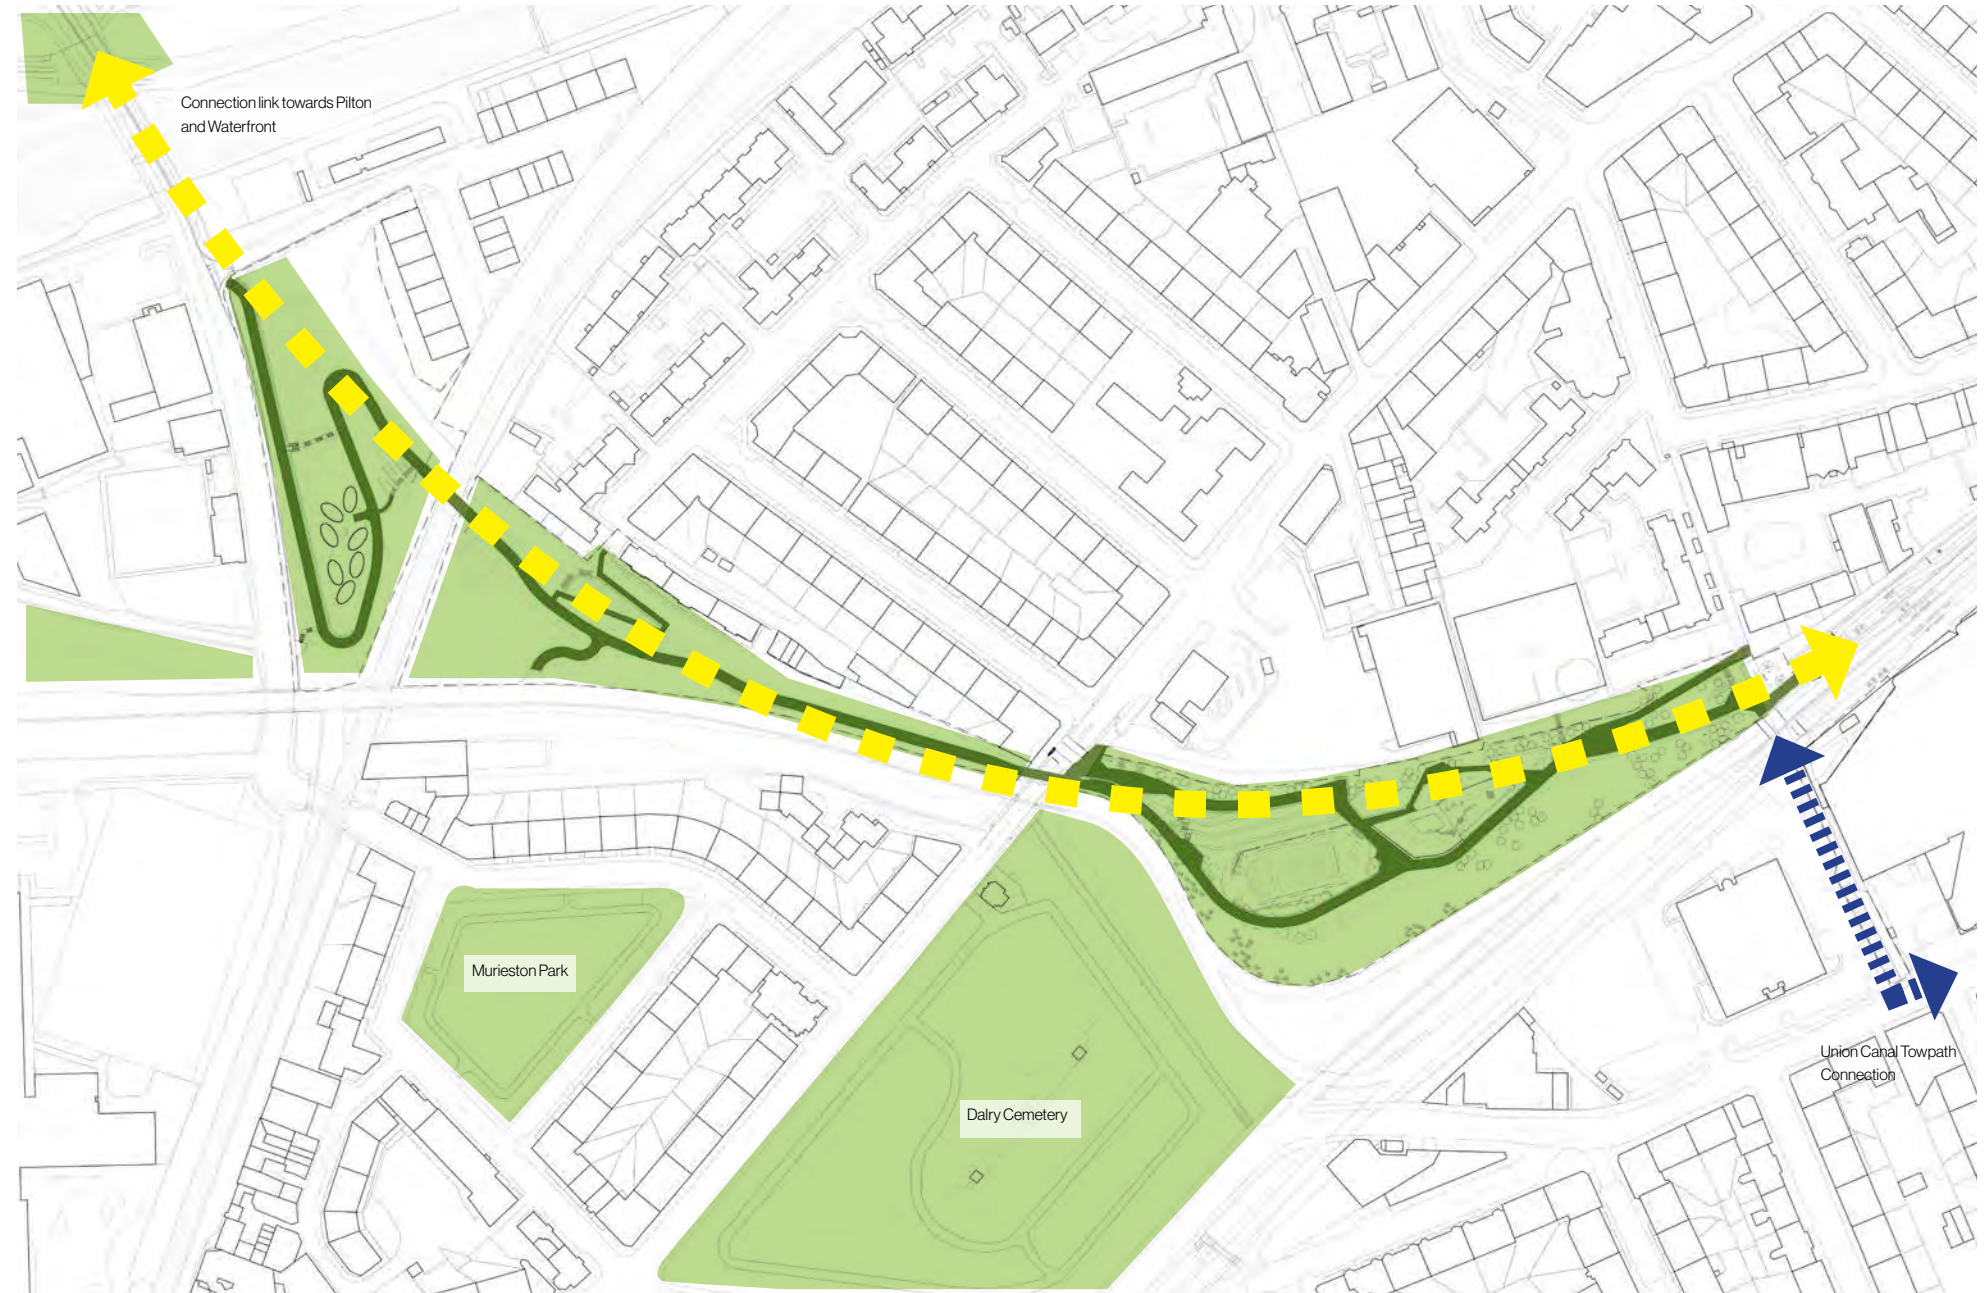 Connection link towards Pilton
and Waterfront
Murieston Park
Dalry Cemetery
Union Canal Towpath
Connection